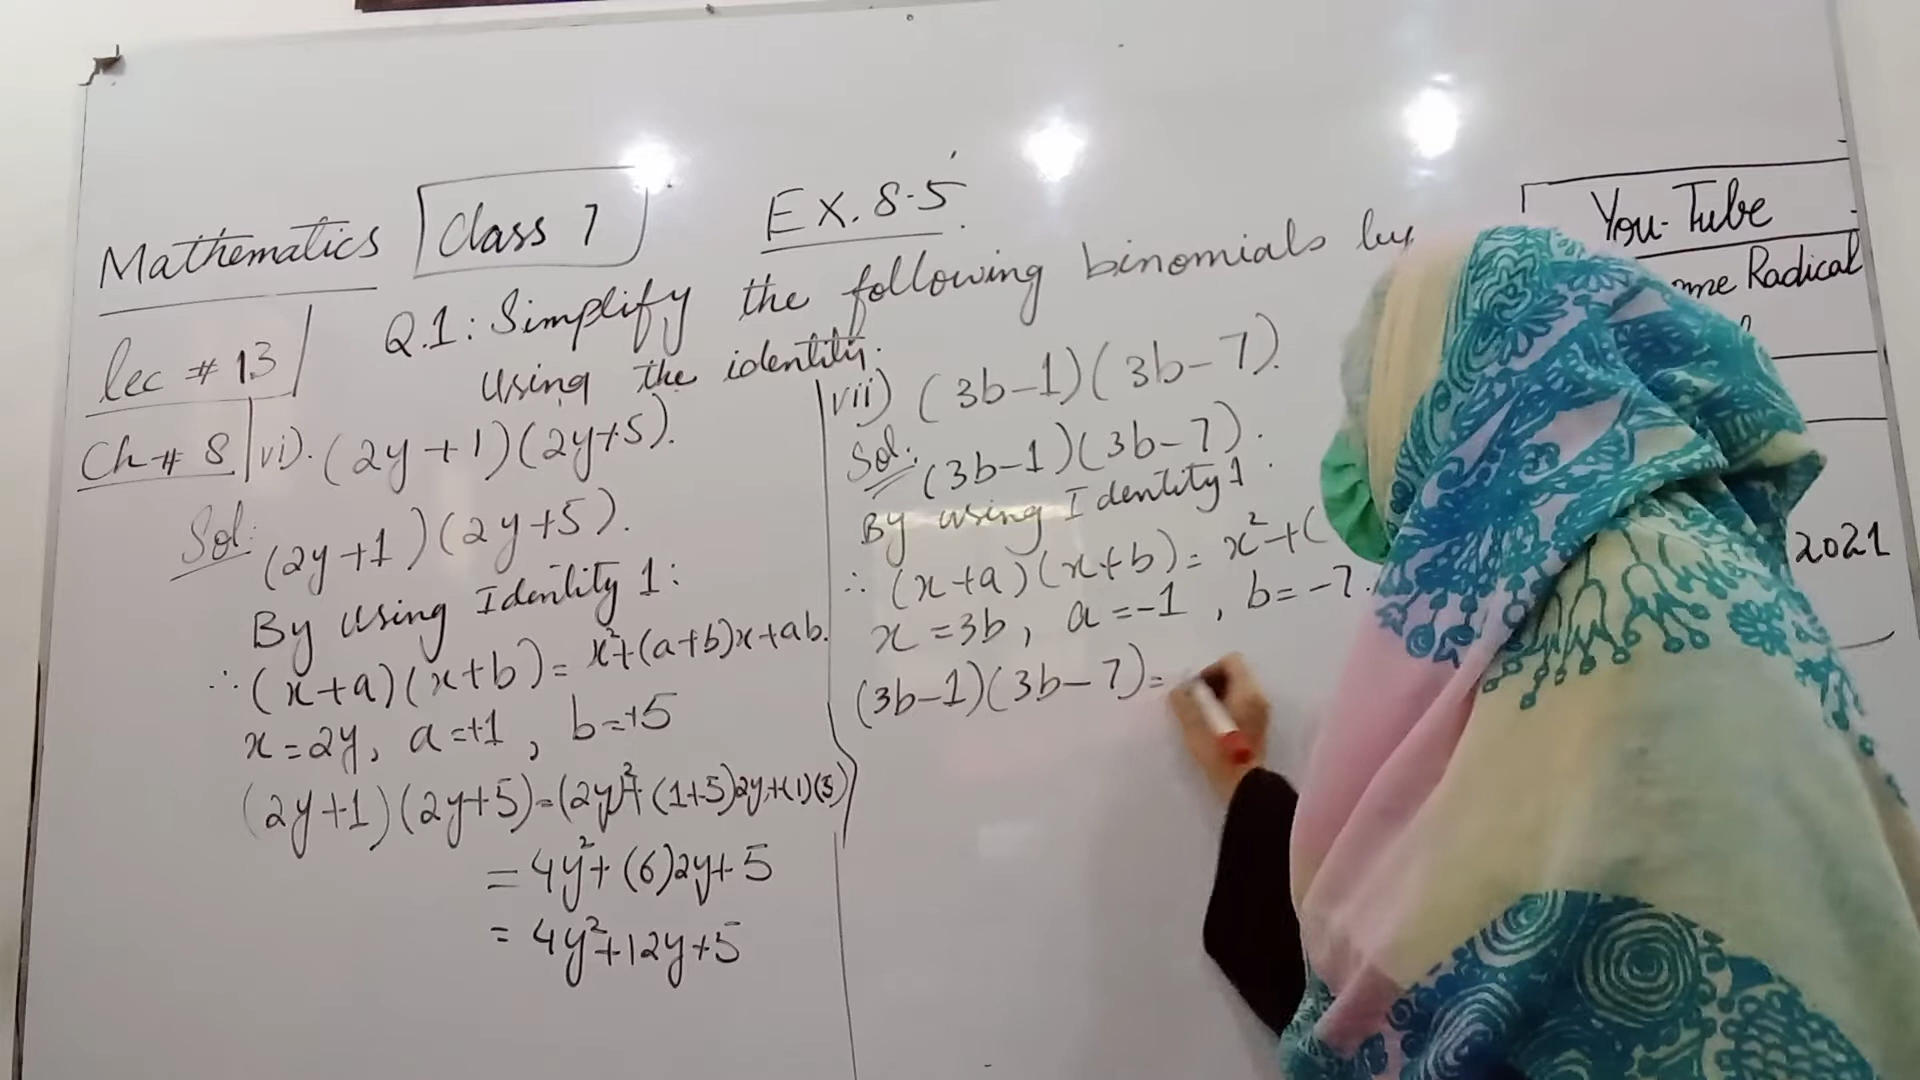 Mathematics
Class 7
EX. 8.5
Q.1: Simplify the following binomials by
using the identity.
lec # 13
Ch # 8
vi). (2y+1)(2y+5).
Sol:
(2y+1)(2y+5).
By using Identity 1:
∴ (x+a)(x+b)=x²+(a+b)x+ab.
x=2y, a=+1, b=+5
(2y+1)(2y+5)=(2y)²+(1+5)2y+(1)(5)
=4y²+(6)2y+5
=4y²+12y+5
vii) (3b-1)(3b-7).
Sol:
(3b-1)(3b-7).
By using Identity 1:
∴ (x+a)(x+b)=x²+(
x=3b, a=-1, b=-7.
(3b-1)(3b-7)=
You-Tube
Radical
2021